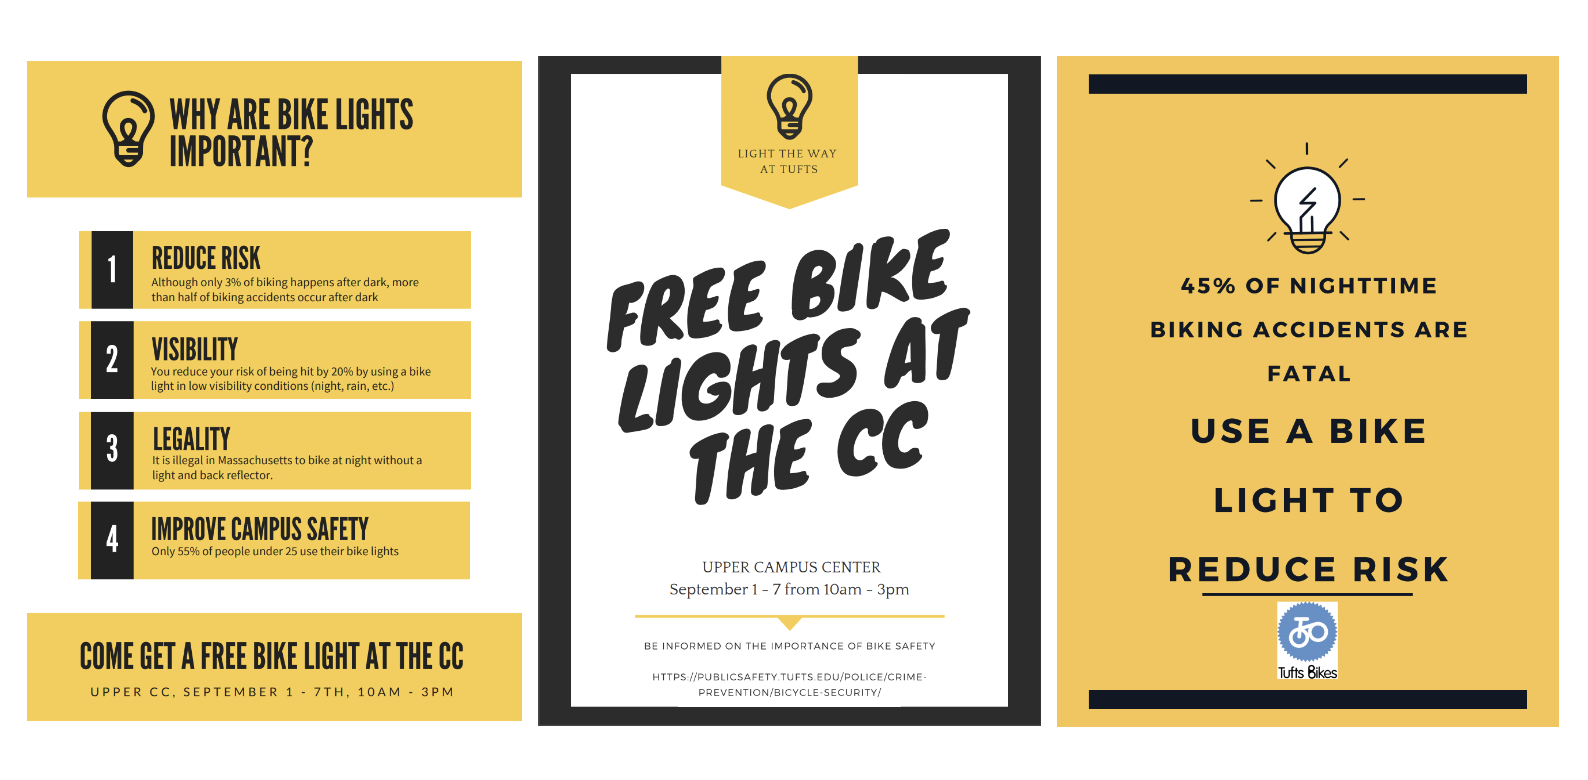 WHY ARE BIKE LIGHTS
IMPORTANT?
1
REDUCE RISK
Although only 3% of biking happens after dark, more
than half of biking accidents occur after dark
2
VISIBILITY
You reduce your risk of being hit by 20% by using a bike
light in low visibility conditions (night, rain, etc.)
3
LEGALITY
It is illegal in Massachusetts to bike at night without a
light and back reflector.
4
IMPROVE CAMPUS SAFETY
Only 55% of people under 25 use their bike lights
COME GET A FREE BIKE LIGHT AT THE CC
UPPER CC, SEPTEMBER 1 - 7TH, 10AM - 3PM
LIGHT THE WAY
AT TUFTS
FREE BIKE
LIGHTS AT
THE CC
UPPER CAMPUS CENTER
September 1 - 7 from 10am - 3pm
BE INFORMED ON THE IMPORTANCE OF BIKE SAFETY
HTTPS://PUBLICSAFETY.TUFTS.EDU/POLICE/CRIME-
PREVENTION/BICYCLE-SECURITY/
45% OF NIGHTTIME
BIKING ACCIDENTS ARE
FATAL
USE A BIKE
LIGHT TO
REDUCE RISK
Tufts Bikes